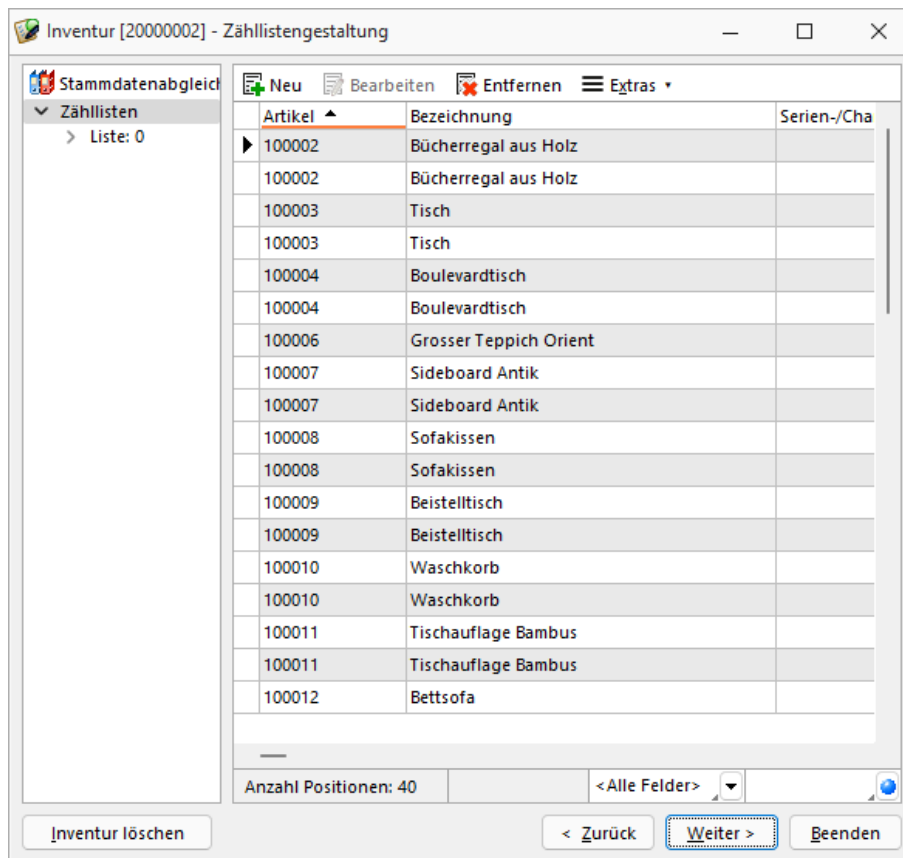 Inventur [20000002] - Zähllistengestaltung
Stammdatenabgleich
Zähllisten
Liste: 0
Neu Bearbeiten Entfernen Extras
Artikel Bezeichnung Serien-/Cha
100002 Bücherregal aus Holz
100002 Bücherregal aus Holz
100003 Tisch
100003 Tisch
100004 Boulevardtisch
100004 Boulevardtisch
100006 Grosser Teppich Orient
100007 Sideboard Antik
100007 Sideboard Antik
100008 Sofakissen
100008 Sofakissen
100009 Beistelltisch
100009 Beistelltisch
100010 Waschkorb
100010 Waschkorb
100011 Tischauflage Bambus
100011 Tischauflage Bambus
100012 Bettsofa
Anzahl Positionen: 40 <Alle Felder>
Inventur löschen < Zurück Weiter > Beenden